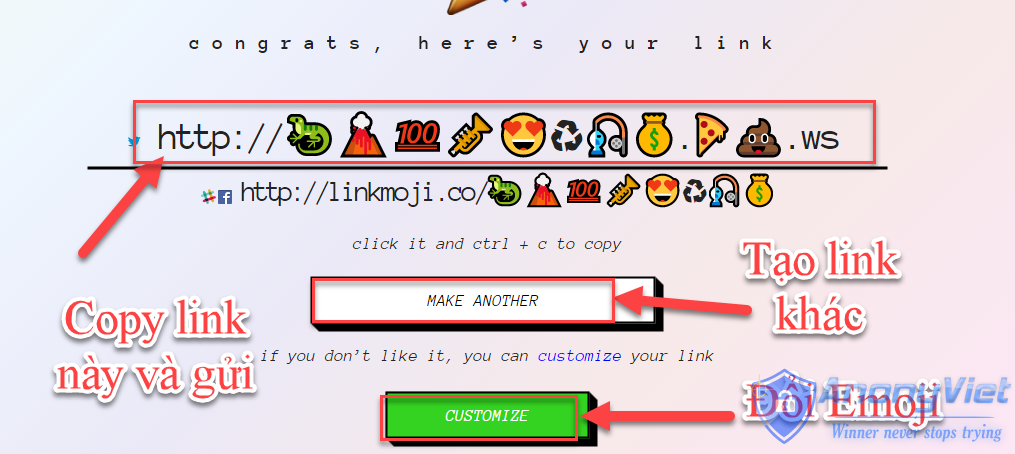 congrats, here's your link
http://🐉🌋💯🎺😍♻🎣💰.🍕💩.ws
http://linkmoji.co/🐉🌋💯🎺😍♻🎣💰
click it and ctrl + c to copy
Tạo link
khác
MAKE ANOTHER
Copy link
này và gửi
if you don't like it, you can customize your link
CUSTOMIZE
Đổi Emoji
AnonyViet
Winner never stops trying